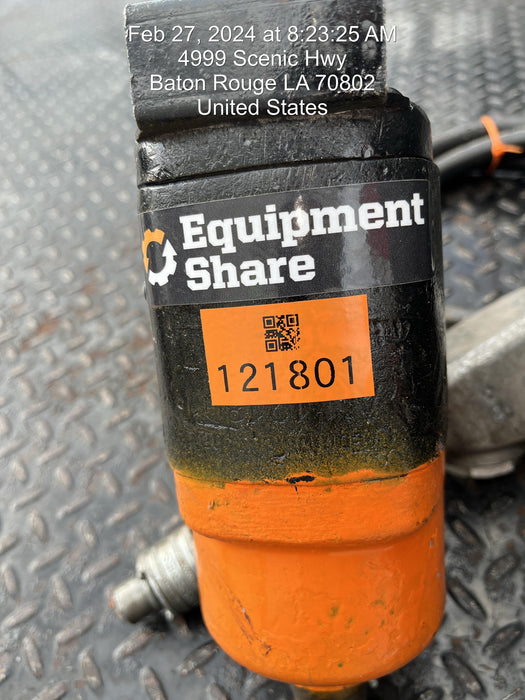 Feb 27, 2024 at 8:23:25 AM
4999 Scenic Hwy
Baton Rouge LA 70802
United States
Equipment
Share
121801